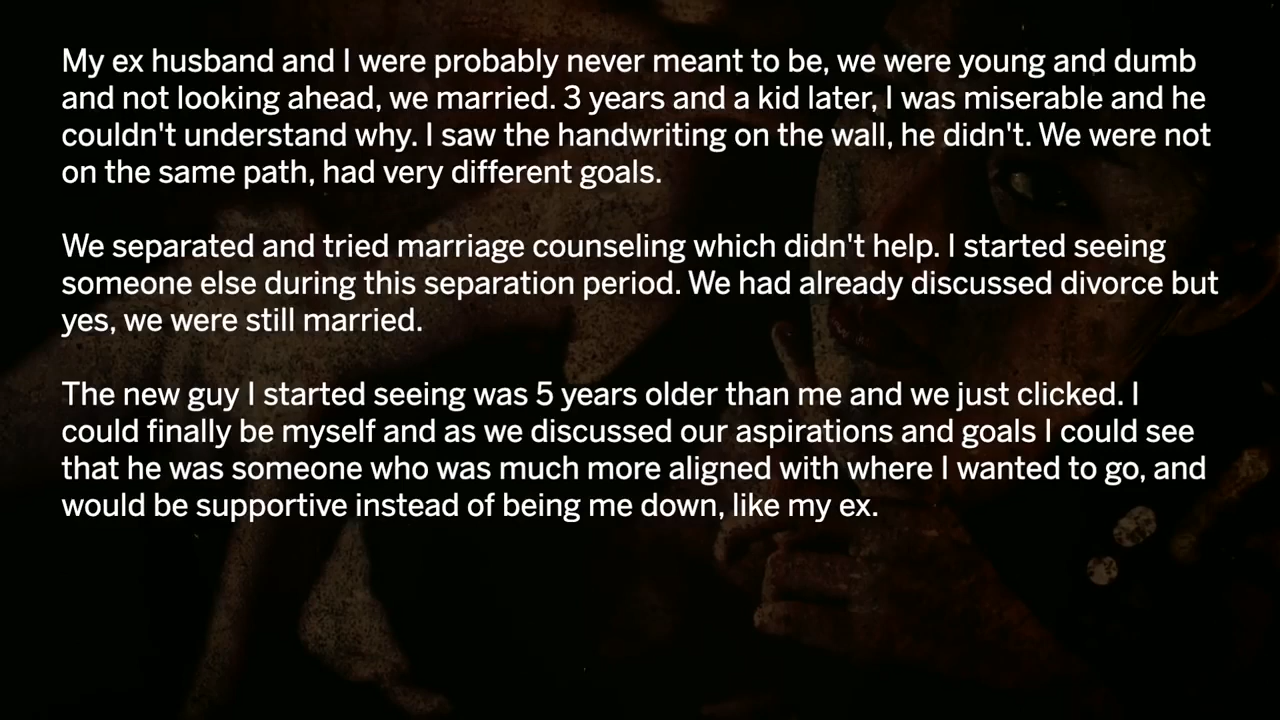 My ex husband and I were probably never meant to be, we were young and dumb
and not looking ahead, we married. 3 years and a kid later, I was miserable and he
couldn't understand why. I saw the handwriting on the wall, he didn't. We were not
on the same path, had very different goals.
We separated and tried marriage counseling which didn't help. I started seeing
someone else during this separation period. We had already discussed divorce but
yes, we were still married.
The new guy I started seeing was 5 years older than me and we just clicked. I
could finally be myself and as we discussed our aspirations and goals I could see
that he was someone who was much more aligned with where I wanted to go, and
would be supportive instead of being me down, like my ex.